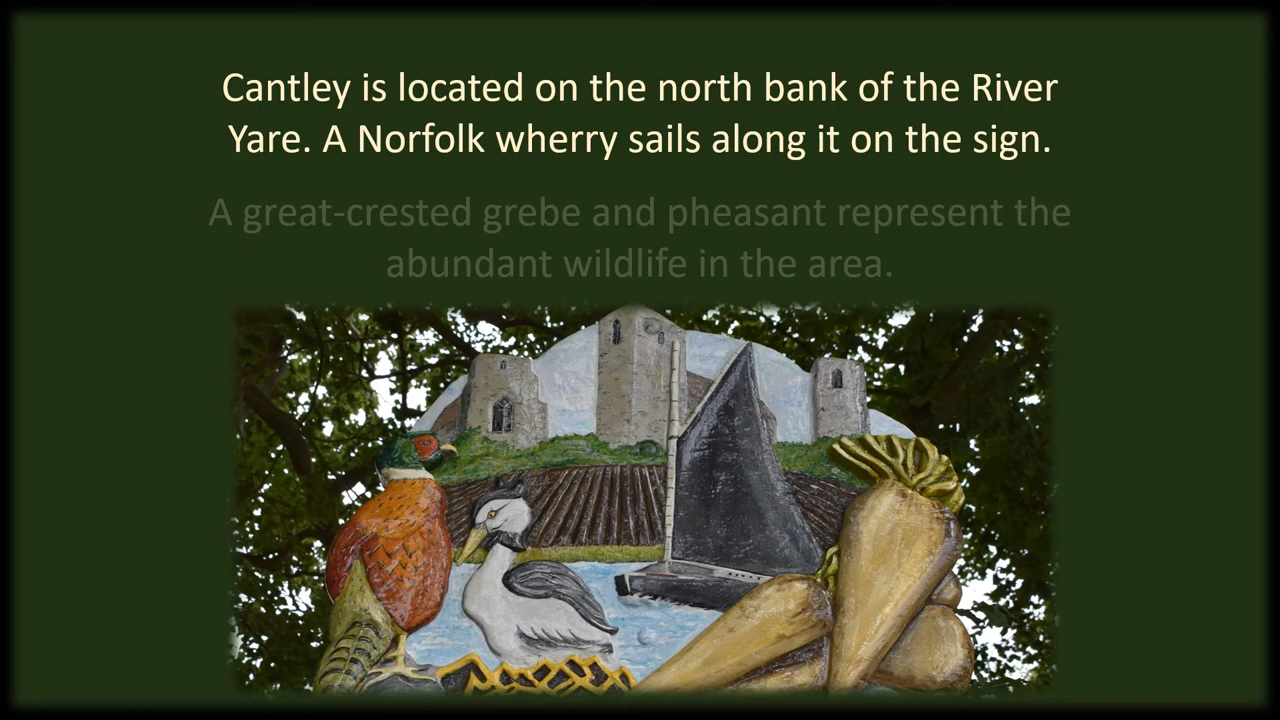 Cantley is located on the north bank of the River
Yare. A Norfolk wherry sails along it on the sign.
A great-crested grebe and pheasant represent the
abundant wildlife in the area.